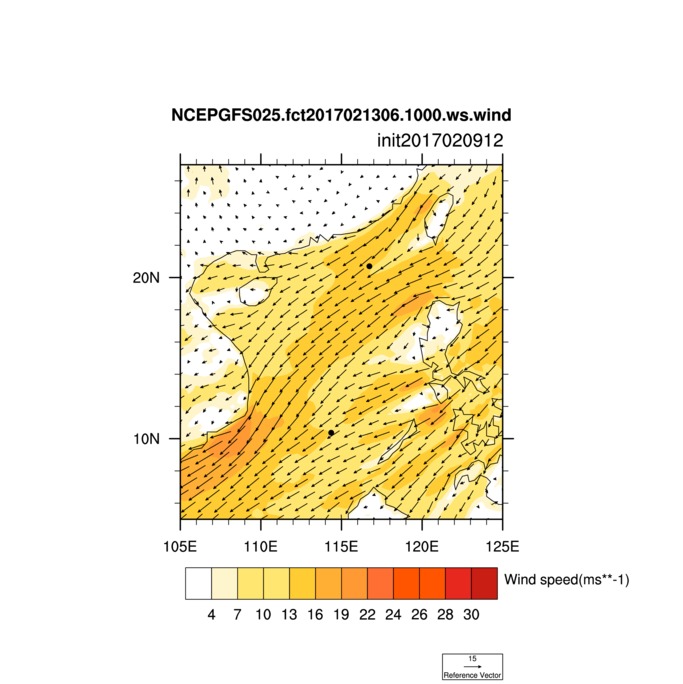 NCEPGFS025.fct2017021306.1000.ws.wind
init2017020912
20N
10N
105E 110E 115E 120E 125E
Wind speed(ms**-1)
4 7 10 13 16 19 22 24 26 28 30
15
Reference Vector